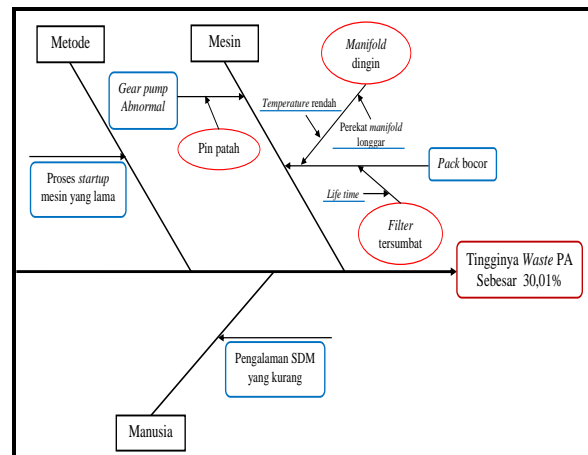 Metode
Mesin
Manifold
dingin
Gear pump
Abnormal
Temperature rendah
Perekat manifold
longgar
Pin patah
Pack bocor
Proses startup
mesin yang lama
Life time
Filter
tersumbat
Tingginya Waste PA
Sebesar 30,01%
Pengalaman SDM
yang kurang
Manusia